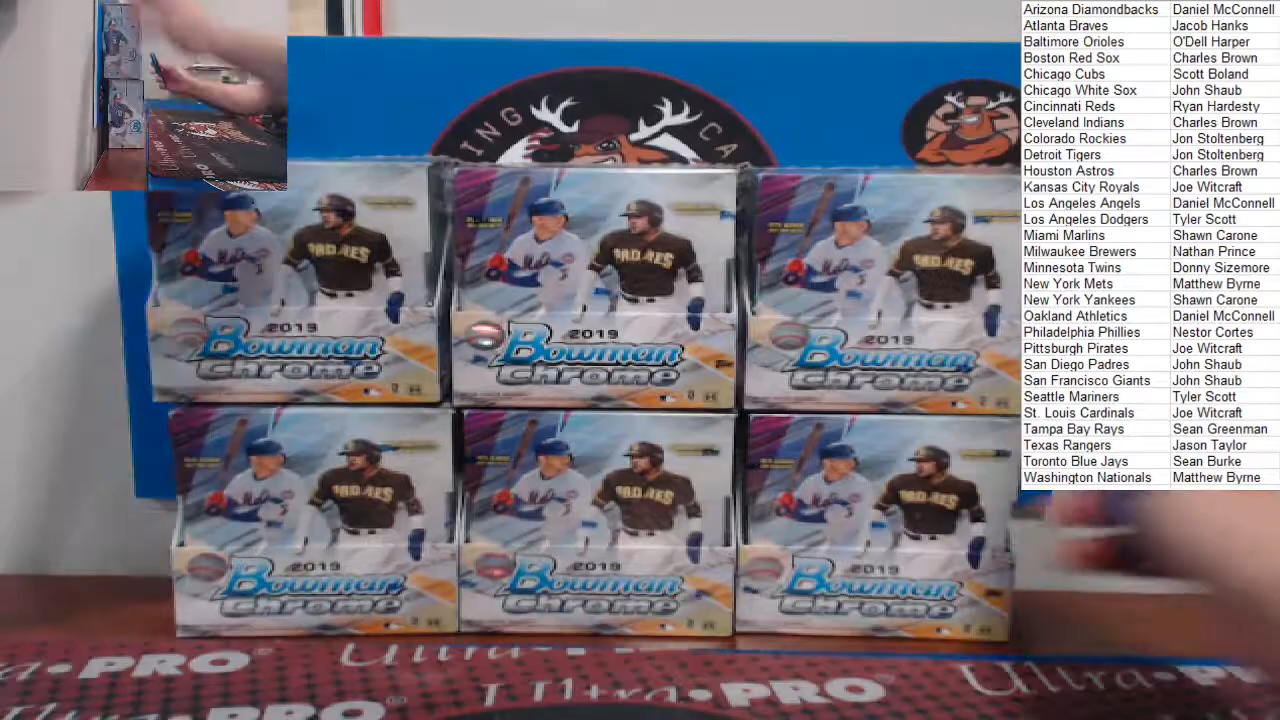 Arizona Diamondbacks Daniel McConnell
Atlanta Braves Jacob Hanks
Baltimore Orioles O'Dell Harper
Boston Red Sox Charles Brown
Chicago Cubs Scott Boland
Chicago White Sox John Shaub
Cincinnati Reds Ryan Hardesty
Cleveland Indians Charles Brown
Colorado Rockies Jon Stoltenberg
Detroit Tigers Jon Stoltenberg
Houston Astros Charles Brown
Kansas City Royals Joe Witcraft
Los Angeles Angels Daniel McConnell
Los Angeles Dodgers Tyler Scott
Miami Marlins Shawn Carone
Milwaukee Brewers Nathan Prince
Minnesota Twins Donny Sizemore
New York Mets Matthew Byrne
New York Yankees Shawn Carone
Oakland Athletics Daniel McConnell
Philadelphia Phillies Nestor Cortes
Pittsburgh Pirates Joe Witcraft
San Diego Padres John Shaub
San Francisco Giants John Shaub
Seattle Mariners Tyler Scott
St. Louis Cardinals Joe Witcraft
Tampa Bay Rays Sean Greenman
Texas Rangers Jason Taylor
Toronto Blue Jays Sean Burke
Washington Nationals Matthew Byrne
ING CA
Mets PADRES
PADRES
PADRES
2019
Bowman
Chrome
2019
Bowman
Chrome
2019
Bowman
Chrome
PADRES
PADRES
PADRES
2019
Bowman
Chrome
2019
Bowman
Chrome
2019
Bowman
Chrome
Ultra•PRO
Ultra•PRO
Ultra•PRO